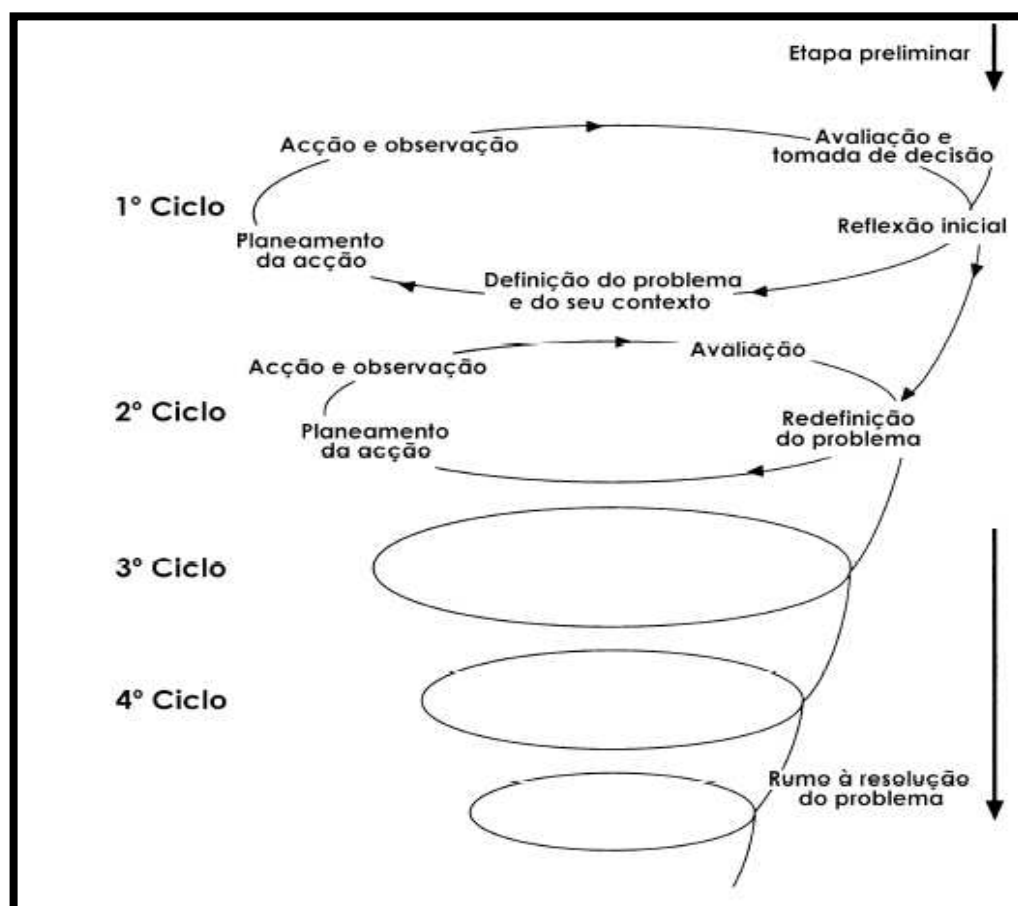 Etapa preliminar
Acção e observação
Avaliação e
tomada de decisão
1º Ciclo
Reflexão inicial
Planeamento
da acção
Definição do problema
e do seu contexto
Avaliação
Acção e observação
2º Ciclo
Redefinição
do problema
Planeamento
da acção
3º Ciclo
4º Ciclo
Rumo à resolução
do problema